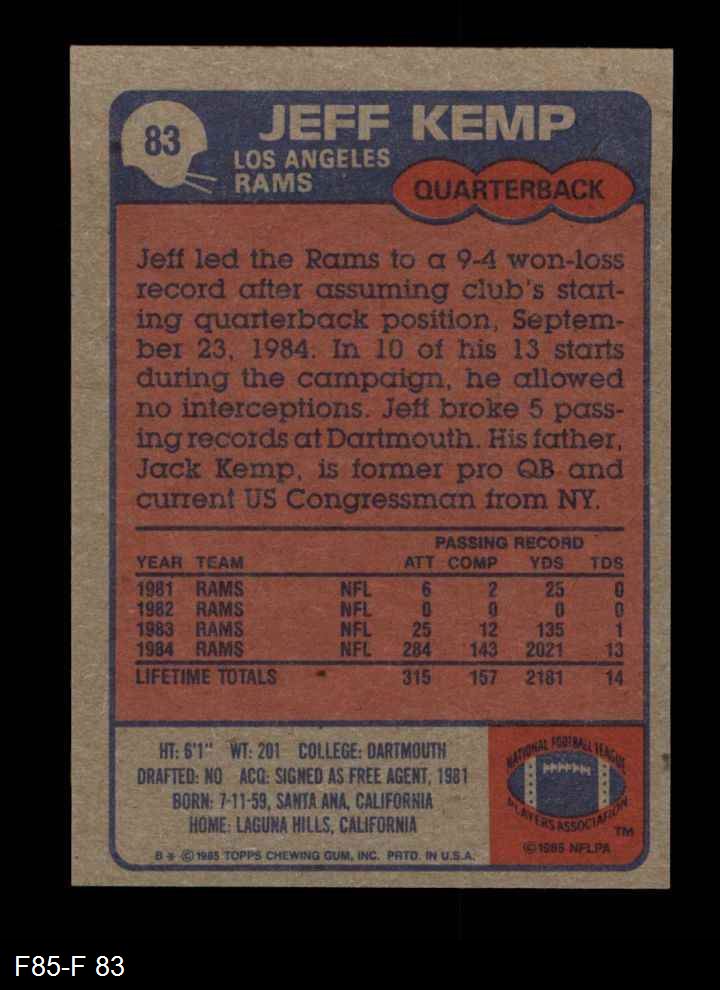 83
JEFF KEMP
LOS ANGELES
RAMS
QUARTERBACK
Jeff led the Rams to a 9-4 won-loss
record after assuming club's start-
ing quarterback position, Septem-
ber 23, 1984. In 10 of his 13 starts
during the campaign, he allowed
no interceptions. Jeff broke 5 pass-
ing records at Dartmouth. His father,
Jack Kemp, is former pro QB and
current US Congressman from NY.
PASSING RECORD
YEAR TEAM ATT COMP YDS TDS
1981 RAMS NFL 6 2 25 0
1982 RAMS NFL 0 0 0 0
1983 RAMS NFL 25 12 135 1
1984 RAMS NFL 284 143 2021 13
LIFETIME TOTALS 315 157 2181 14
HT: 6'1" WT: 201 COLLEGE: DARTMOUTH
DRAFTED: NO ACQ: SIGNED AS FREE AGENT, 1981
BORN: 7-11-59, SANTA ANA, CALIFORNIA
HOME: LAGUNA HILLS, CALIFORNIA
B * © 1985 TOPPS CHEWING GUM, INC. PRTD. IN U.S.A.
NATIONAL FOOTBALL LEAGUE
PLAYERS ASSOCIATION
TM
© 1985 NFLPA
F85-F 83